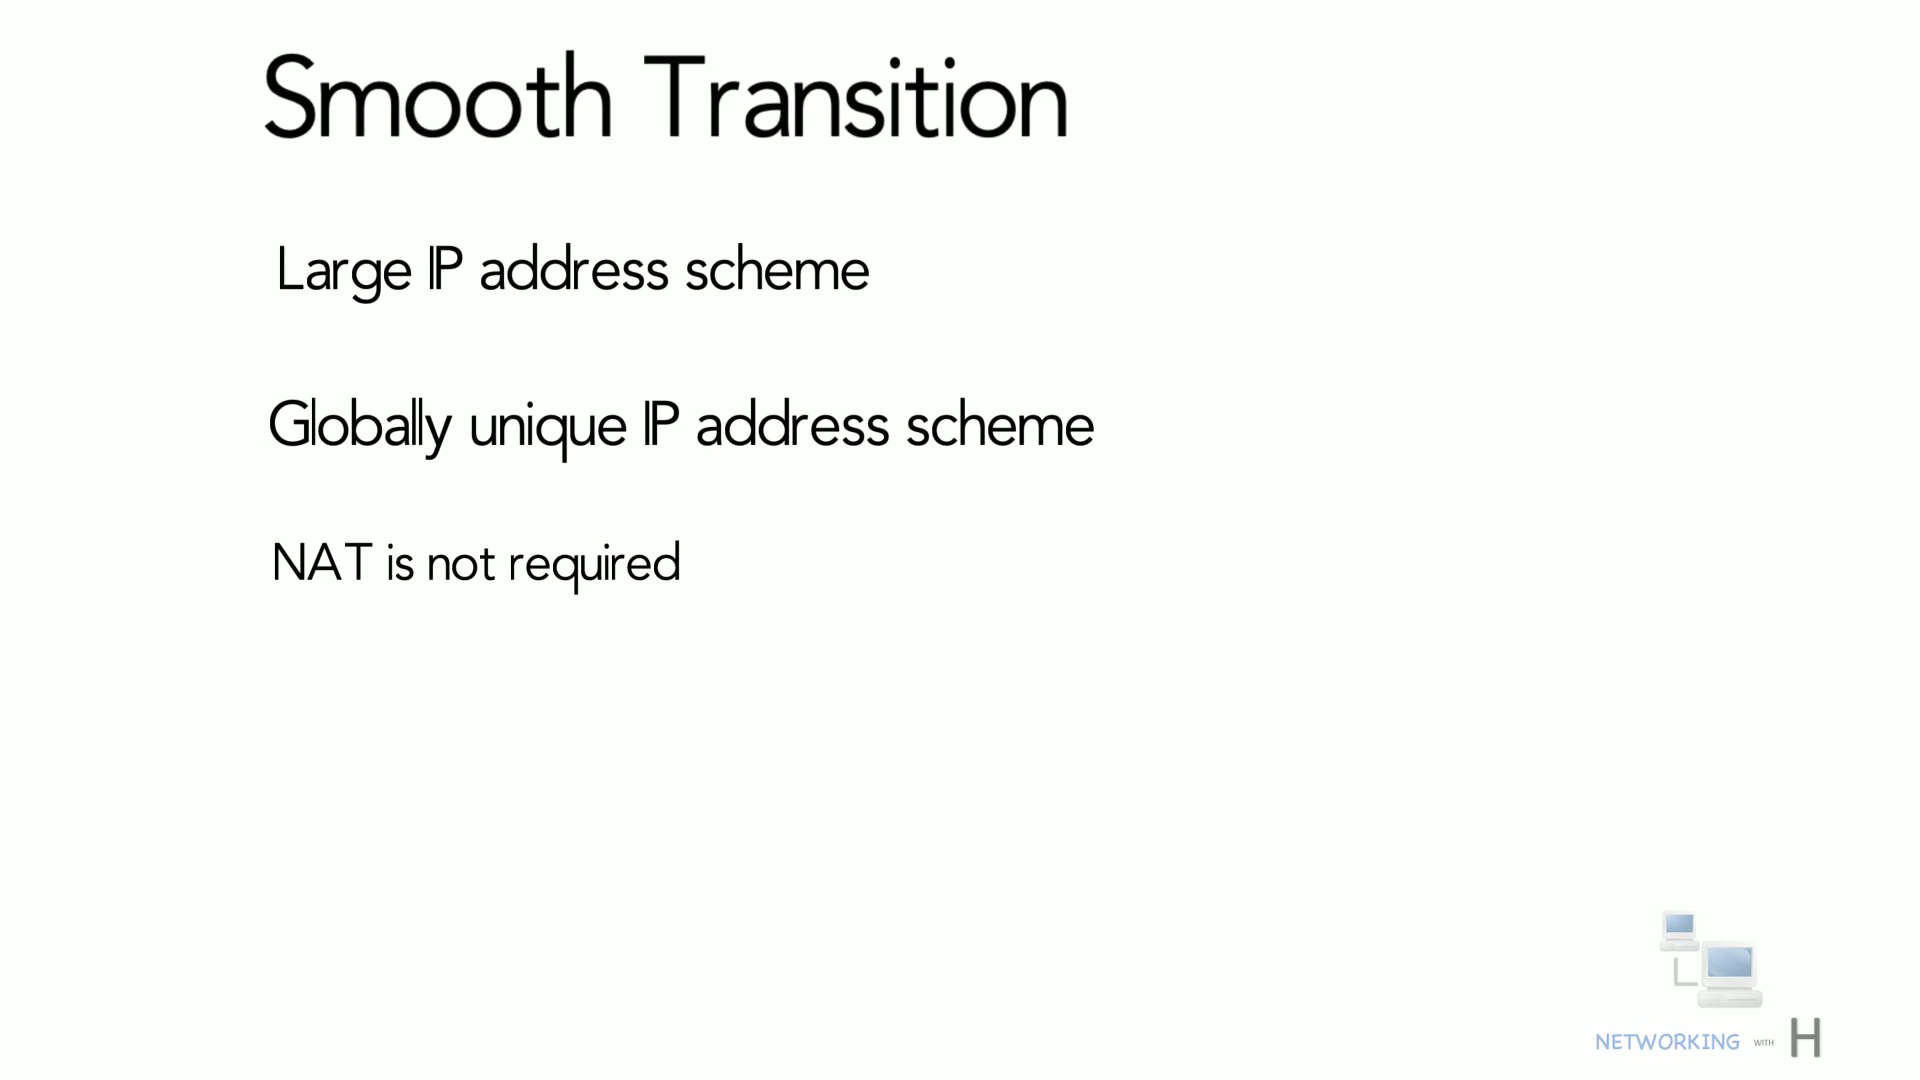 Smooth Transition
Large IP address scheme
Globally unique IP address scheme
NAT is not required
NETWORKING WITH H